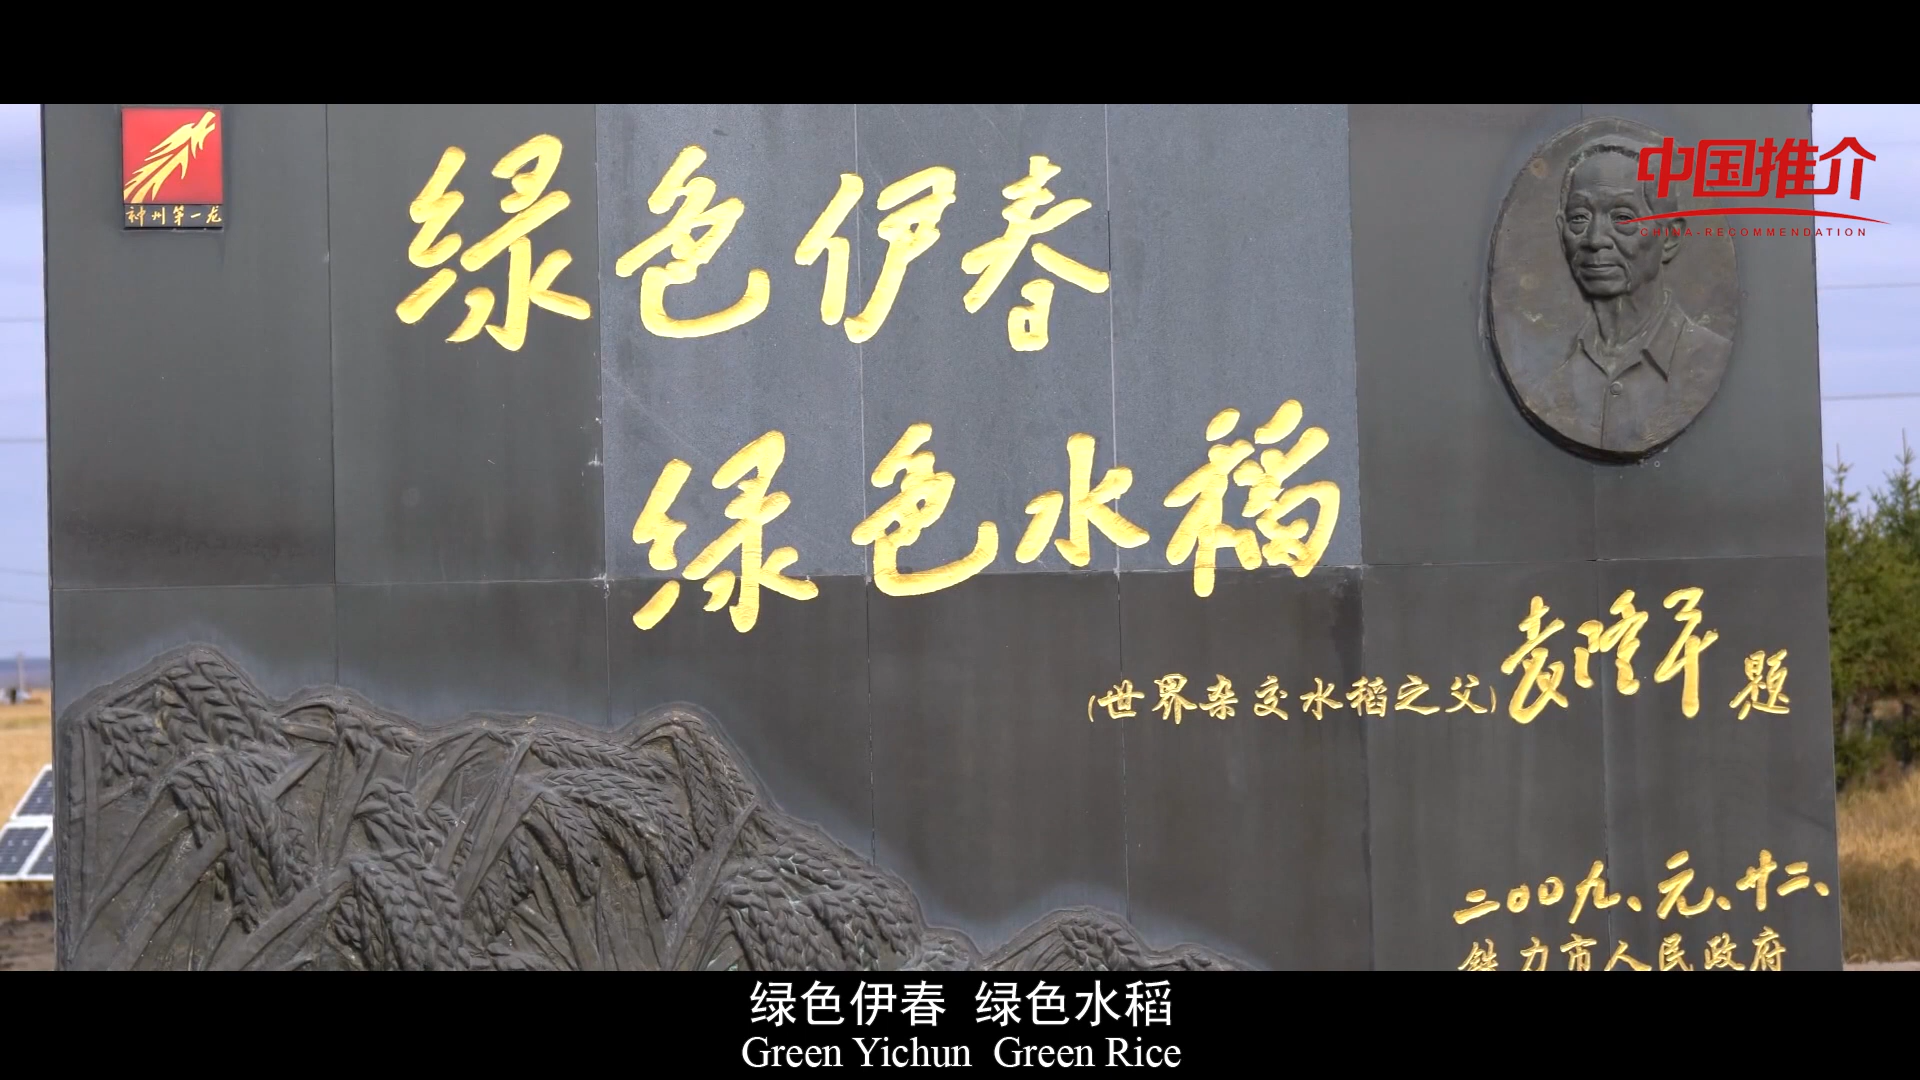 神州第一龙
中国推介
CHINA-RECOMMENDATION
绿色伊春
绿色水稻
(世界杂交水稻之父)袁隆平 题
二00九、元、廿二、
铁力市人民政府
绿色伊春 绿色水稻
Green Yichun Green Rice